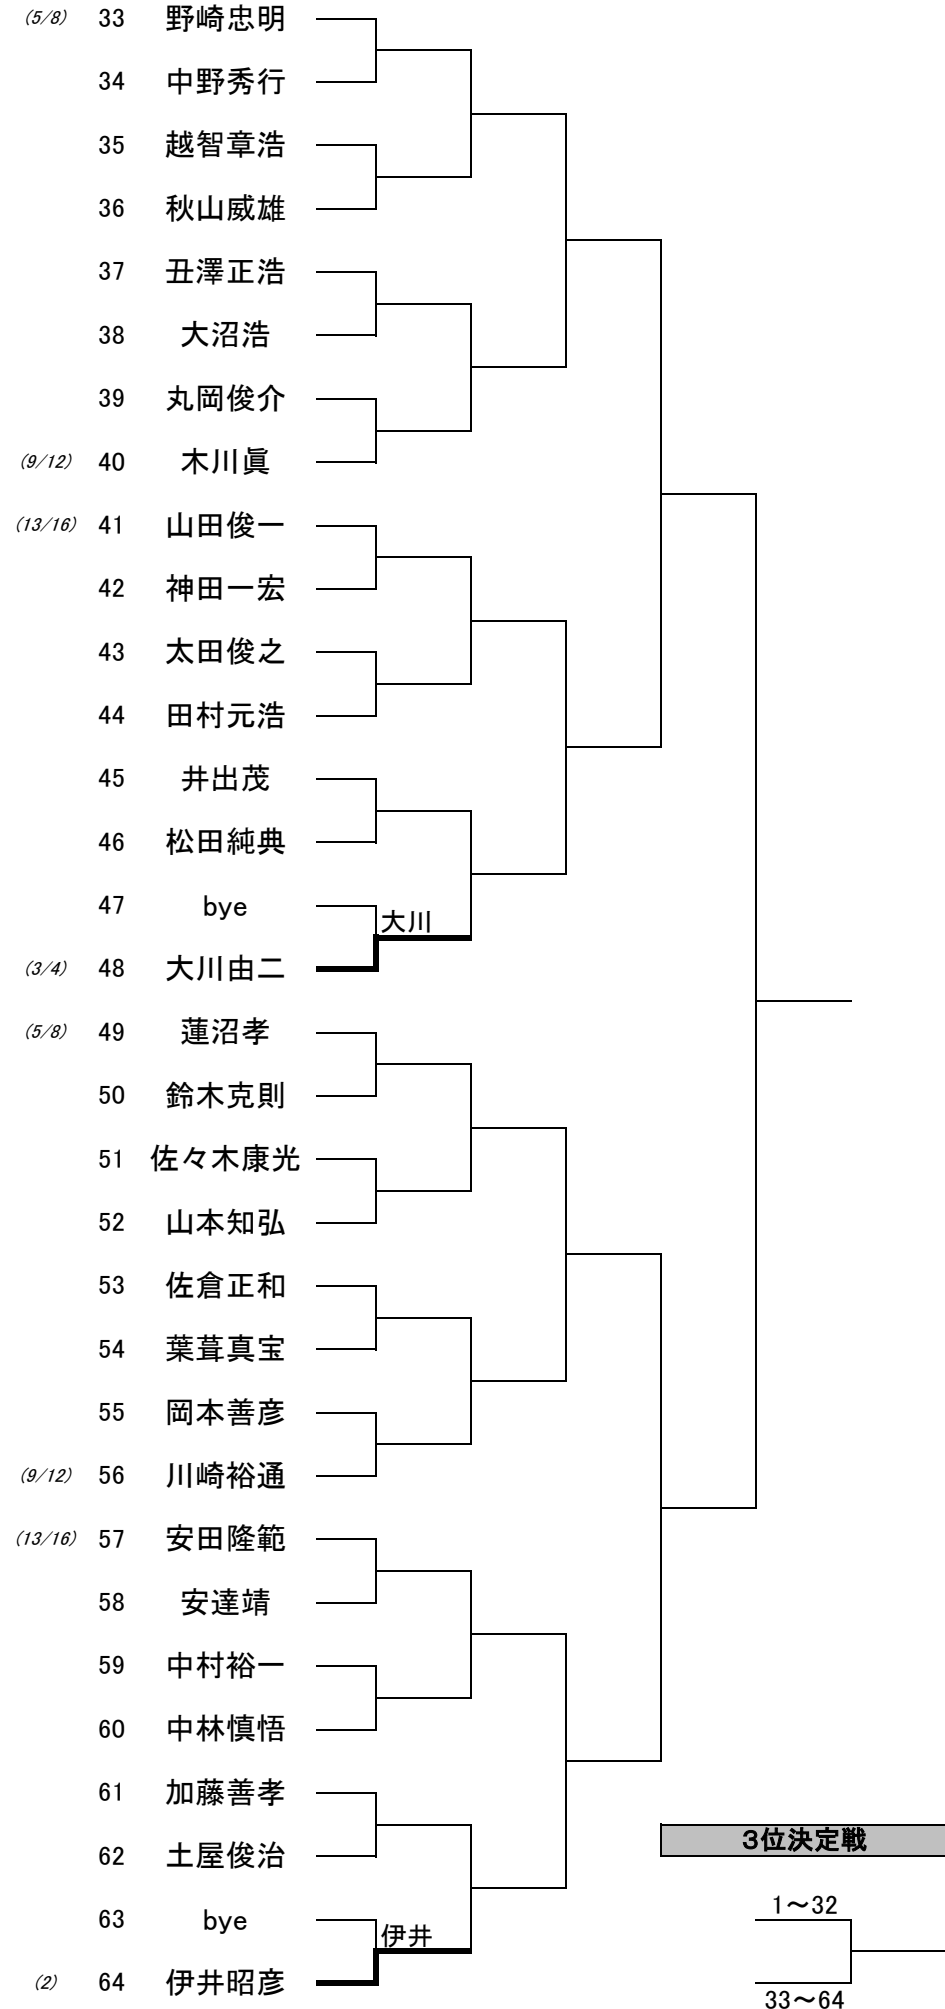 (5/8) 33 野崎忠明
34 中野秀行
35 越智章浩
36 秋山威雄
37 丑澤正浩
38 大沼浩
39 丸岡俊介
(9/12) 40 木川眞
(13/16) 41 山田俊一
42 神田一宏
43 太田俊之
44 田村元浩
45 井出茂
46 松田純典
47 bye
大川
(3/4) 48 大川由二
(5/8) 49 蓮沼孝
50 鈴木克則
51 佐々木康光
52 山本知弘
53 佐倉正和
54 葉葺真宝
55 岡本善彦
(9/12) 56 川崎裕通
(13/16) 57 安田隆範
58 安達靖
59 中村裕一
60 中林慎悟
61 加藤善孝
３位決定戦
62 土屋俊治
1～32
63 bye
伊井
(2) 64 伊井昭彦
33～64